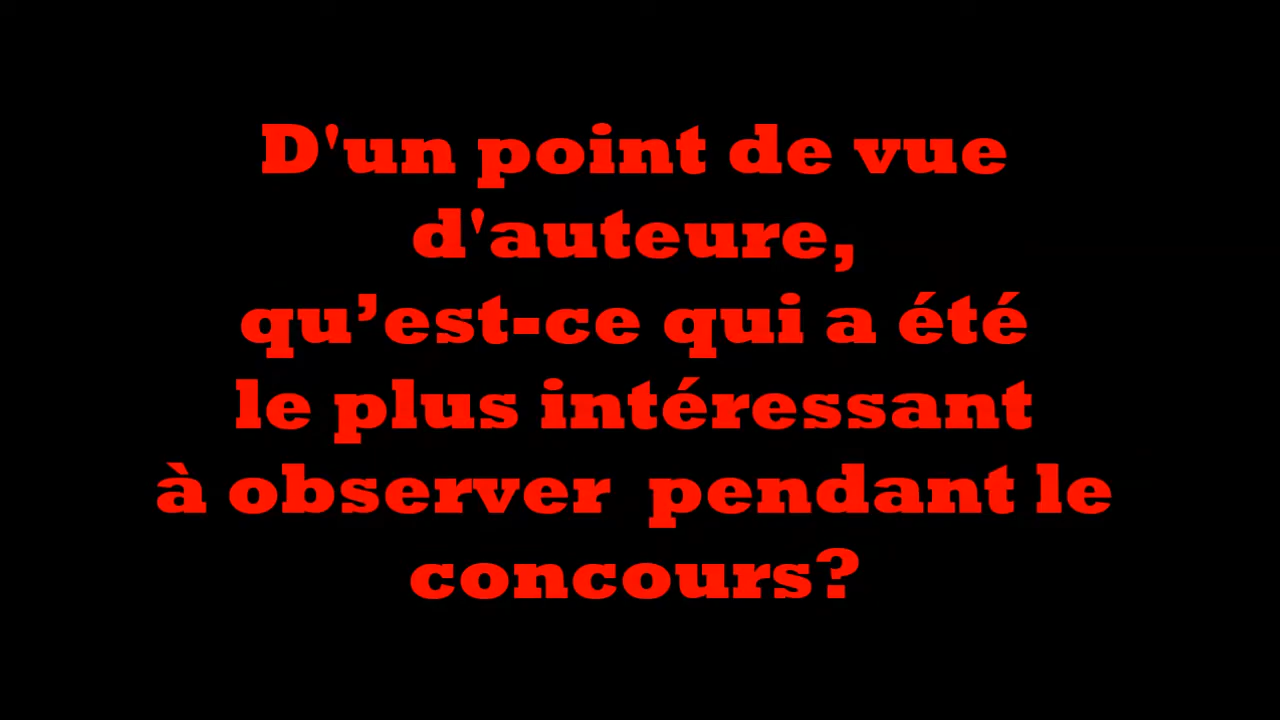 D'un point de vue
d'auteure,
qu’est-ce qui a été
le plus intéressant
à observer  pendant le
concours?